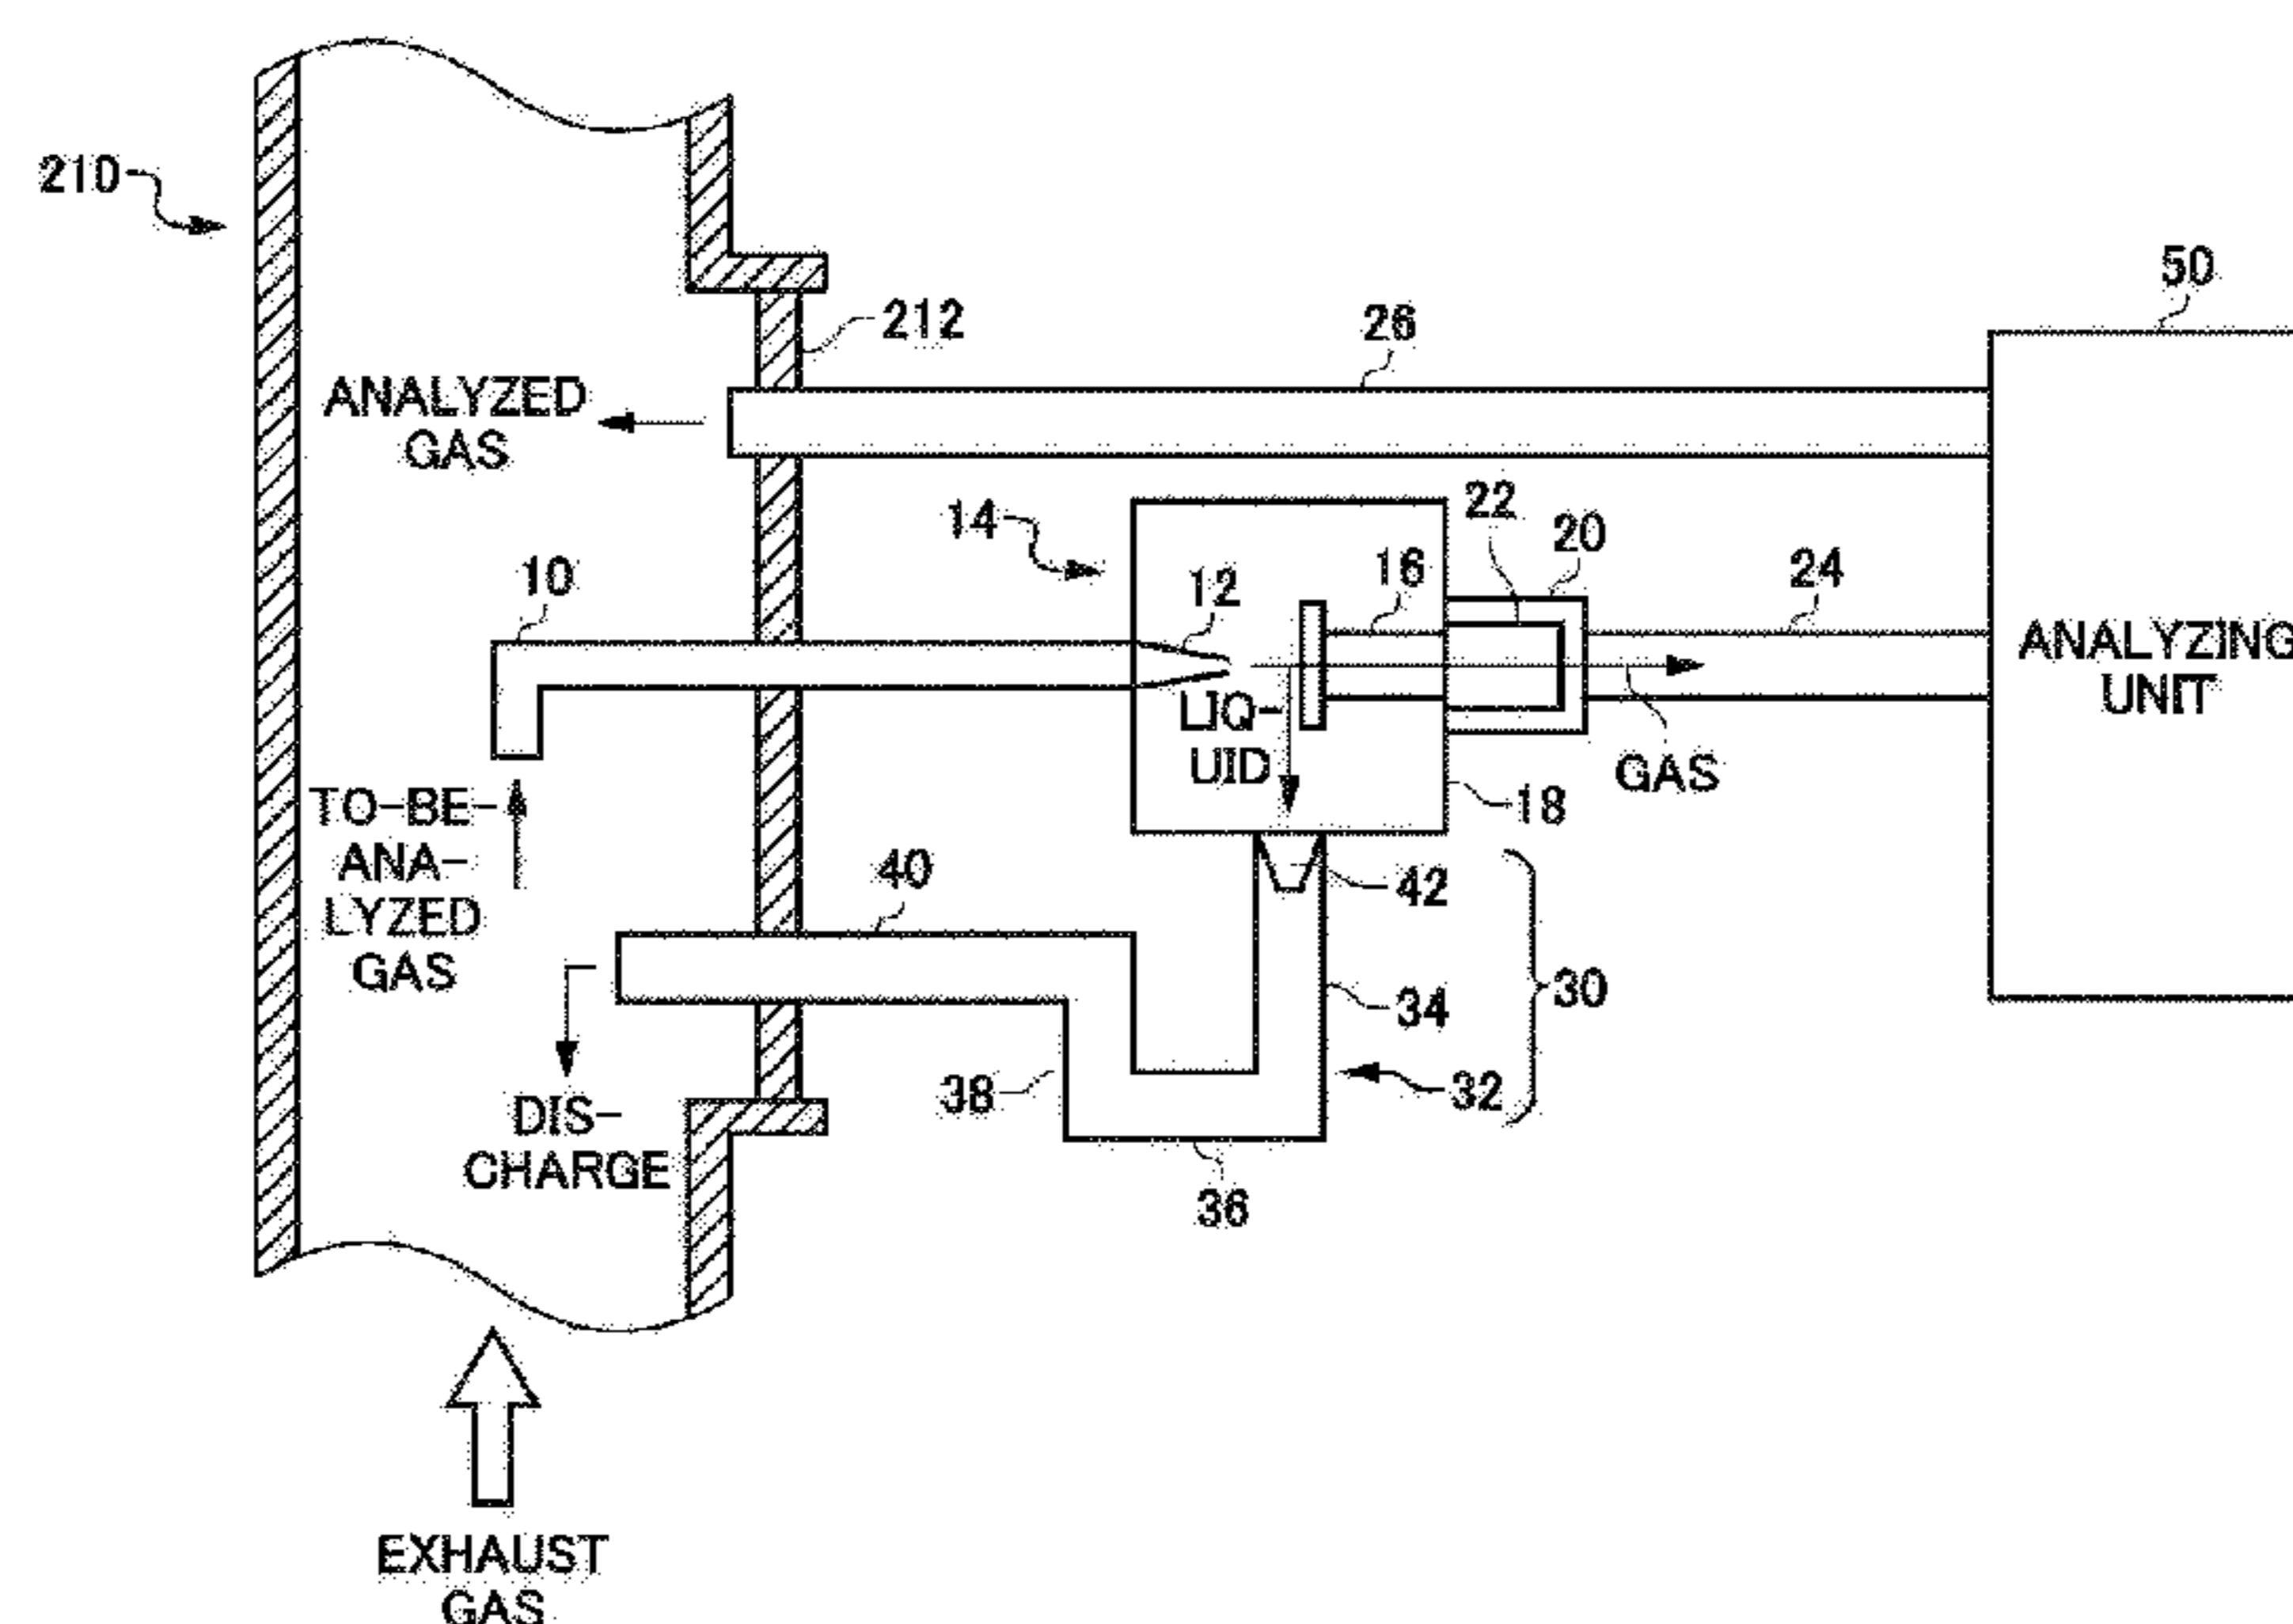 210
50
212
26
ANALYZED
GAS
14
22
20
10
12
16
24
ANALYZING
UNIT
LIQ-
UID
GAS
TO-BE-
ANA-
LYZED
GAS
18
40
42
34
30
38
32
DIS-
CHARGE
36
EXHAUST
GAS